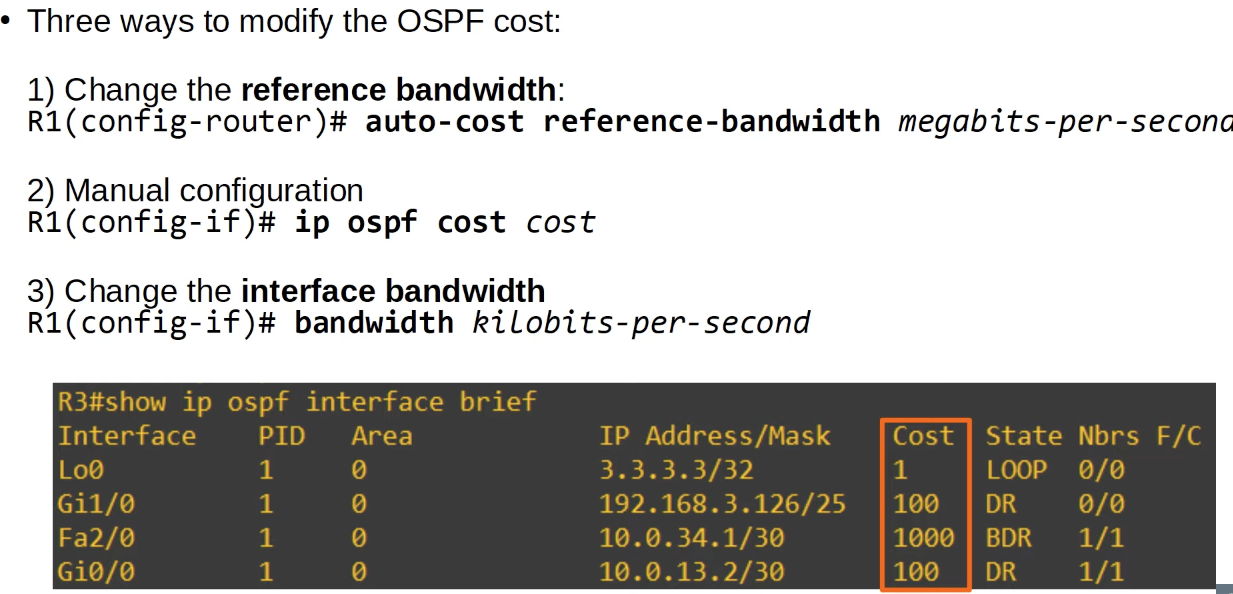 • Three ways to modify the OSPF cost:
1) Change the reference bandwidth:
R1(config-router)# auto-cost reference-bandwidth megabits-per-second
2) Manual configuration
R1(config-if)# ip ospf cost cost
3) Change the interface bandwidth
R1(config-if)# bandwidth kilobits-per-second
R3#show ip ospf interface brief
Interface PID Area IP Address/Mask Cost State Nbrs F/C
Lo0 1 0 3.3.3.3/32 1 LOOP 0/0
Gi1/0 1 0 192.168.3.126/25 100 DR 0/0
Fa2/0 1 0 10.0.34.1/30 1000 BDR 1/1
Gi0/0 1 0 10.0.13.2/30 100 DR 1/1